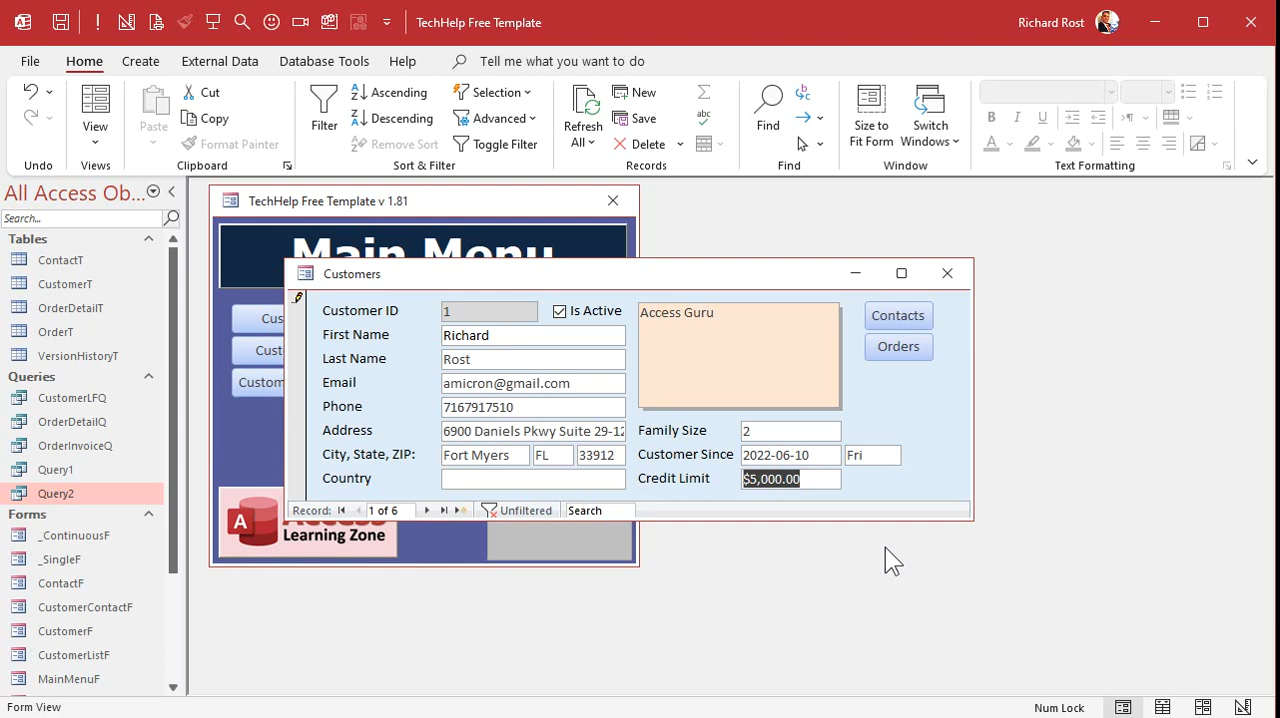 TechHelp Free Template
Richard Rost
File Home Create External Data Database Tools Help Tell me what you want to do
View
Paste
Cut
Copy
Format Painter
Filter
Ascending
Descending
Remove Sort
Selection
Advanced
Toggle Filter
Refresh
All
New
Save
Delete
Find
Size to
Fit Form
Switch
Windows
Undo Views Clipboard Sort & Filter Records Find Window Text Formatting
All Access Ob...
Search...
Tables
ContactT
CustomerT
OrderDetailT
OrderT
VersionHistoryT
Queries
CustomerLFQ
OrderDetailQ
OrderInvoiceQ
Query1
Query2
Forms
_ContinuousF
_SingleF
ContactF
CustomerContactF
CustomerF
CustomerListF
MainMenuF
TechHelp Free Template v 1.81
Main Menu
Cus
Cust
Custom
Access
Learning Zone
Customers
Customer ID 1 Is Active
First Name Richard
Last Name Rost
Email amicron@gmail.com
Phone 7167917510
Address 6900 Daniels Pkwy Suite 29-12
City, State, ZIP: Fort Myers FL 33912
Country
Access Guru
Family Size 2
Customer Since 2022-06-10 Fri
Credit Limit $5,000.00
Contacts
Orders
Record: 1 of 6 Unfiltered Search
Form View
Num Lock